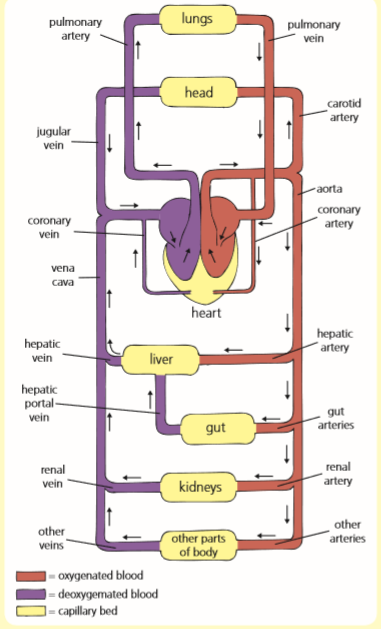 lungs
pulmonary
artery
pulmonary
vein
head
carotid
artery
jugular
vein
aorta
coronary
artery
coronary
vein
vena
cava
heart
hepatic
vein
liver
hepatic
artery
hepatic
portal
vein
gut
gut
arteries
renal
vein
kidneys
renal
artery
other
veins
other parts
of body
other
arteries
= oxygenated blood
= deoxygemated blood
= capillary bed